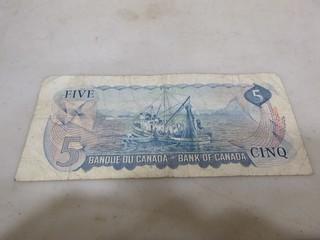 FIVE
5
5
BANQUE DU CANADA - BANK OF CANADA
CINQ